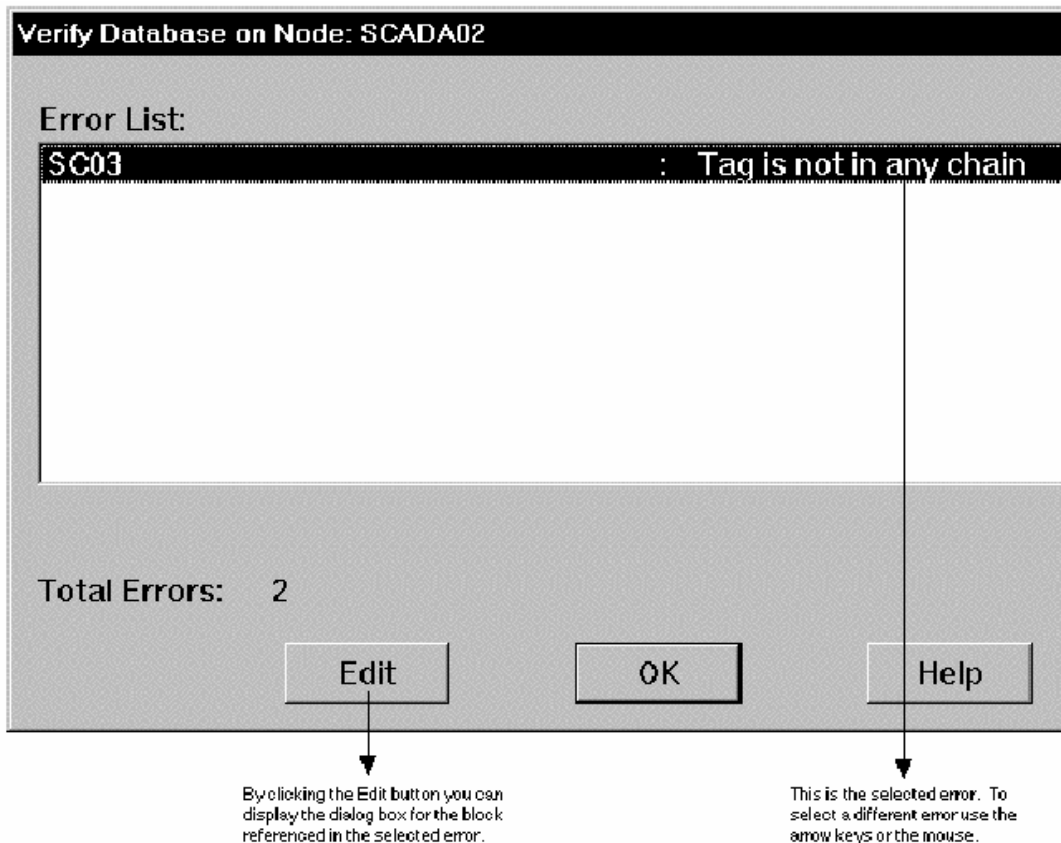 Verify Database on Node: SCADA02
Error List:
SC03 : Tag is not in any chain
Total Errors: 2
Edit OK Help
By clicking the Edit button you can
display the dialog box for the block
referenced in the selected error.
This is the selected error. To
select a different error use the
arrow keys or the mouse.